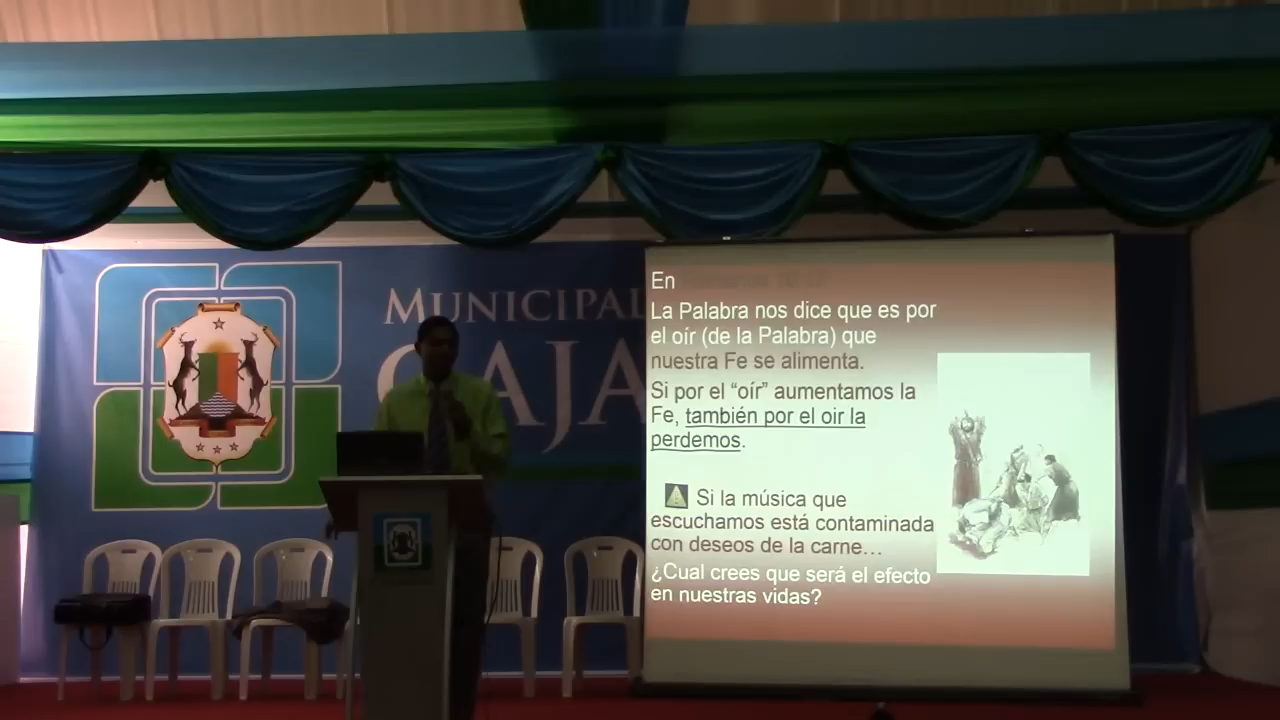 MUNICIPAL
CAJA
En
La Palabra nos dice que es por
el oír (de la Palabra) que
nuestra Fe se alimenta.
Si por el “oír” aumentamos la
Fe, también por el oir la
perdemos.
Si la música que
escuchamos está contaminada
con deseos de la carne…
¿Cual crees que será el efecto
en nuestras vidas?